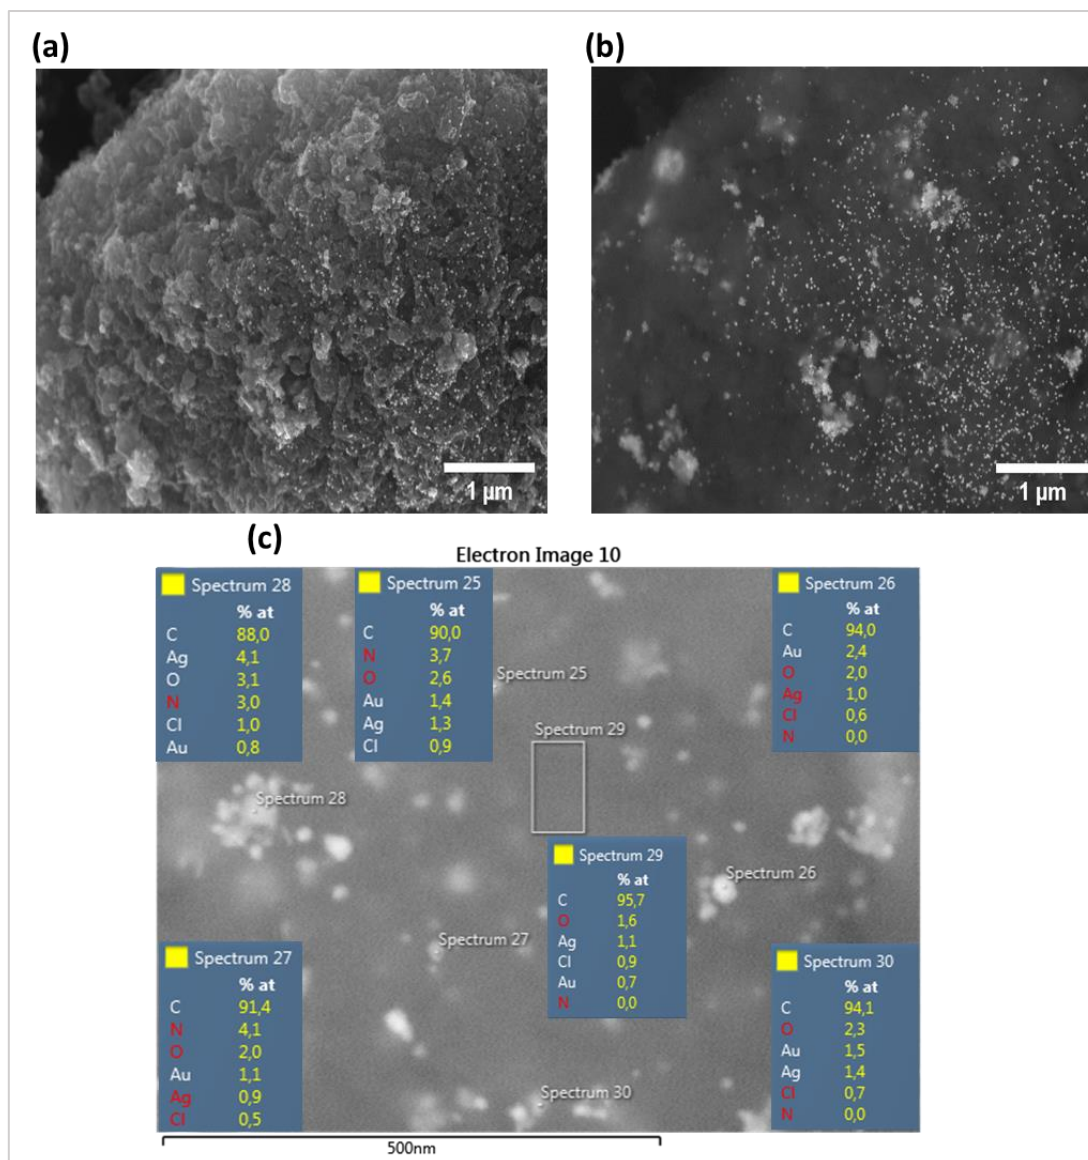 (a)
(b)
1 µm
1 µm
(c)
Electron Image 10
Spectrum 28
% at
C 88,0
Ag 4,1
O 3,1
N 3,0
Cl 1,0
Au 0,8
Spectrum 25
% at
C 90,0
N 3,7
O 2,6
Au 1,4
Ag 1,3
Cl 0,9
Spectrum 26
% at
C 94,0
Au 2,4
O 2,0
Ag 1,0
Cl 0,6
N 0,0
Spectrum 25
Spectrum 29
Spectrum 28
Spectrum 29
% at
C 95,7
O 1,6
Ag 1,1
Cl 0,9
Au 0,7
N 0,0
Spectrum 26
Spectrum 27
Spectrum 27
% at
C 91,4
N 4,1
O 2,0
Au 1,1
Ag 0,9
Cl 0,5
Spectrum 30
% at
C 94,1
O 2,3
Au 1,5
Ag 1,4
Cl 0,7
N 0,0
Spectrum 30
500nm